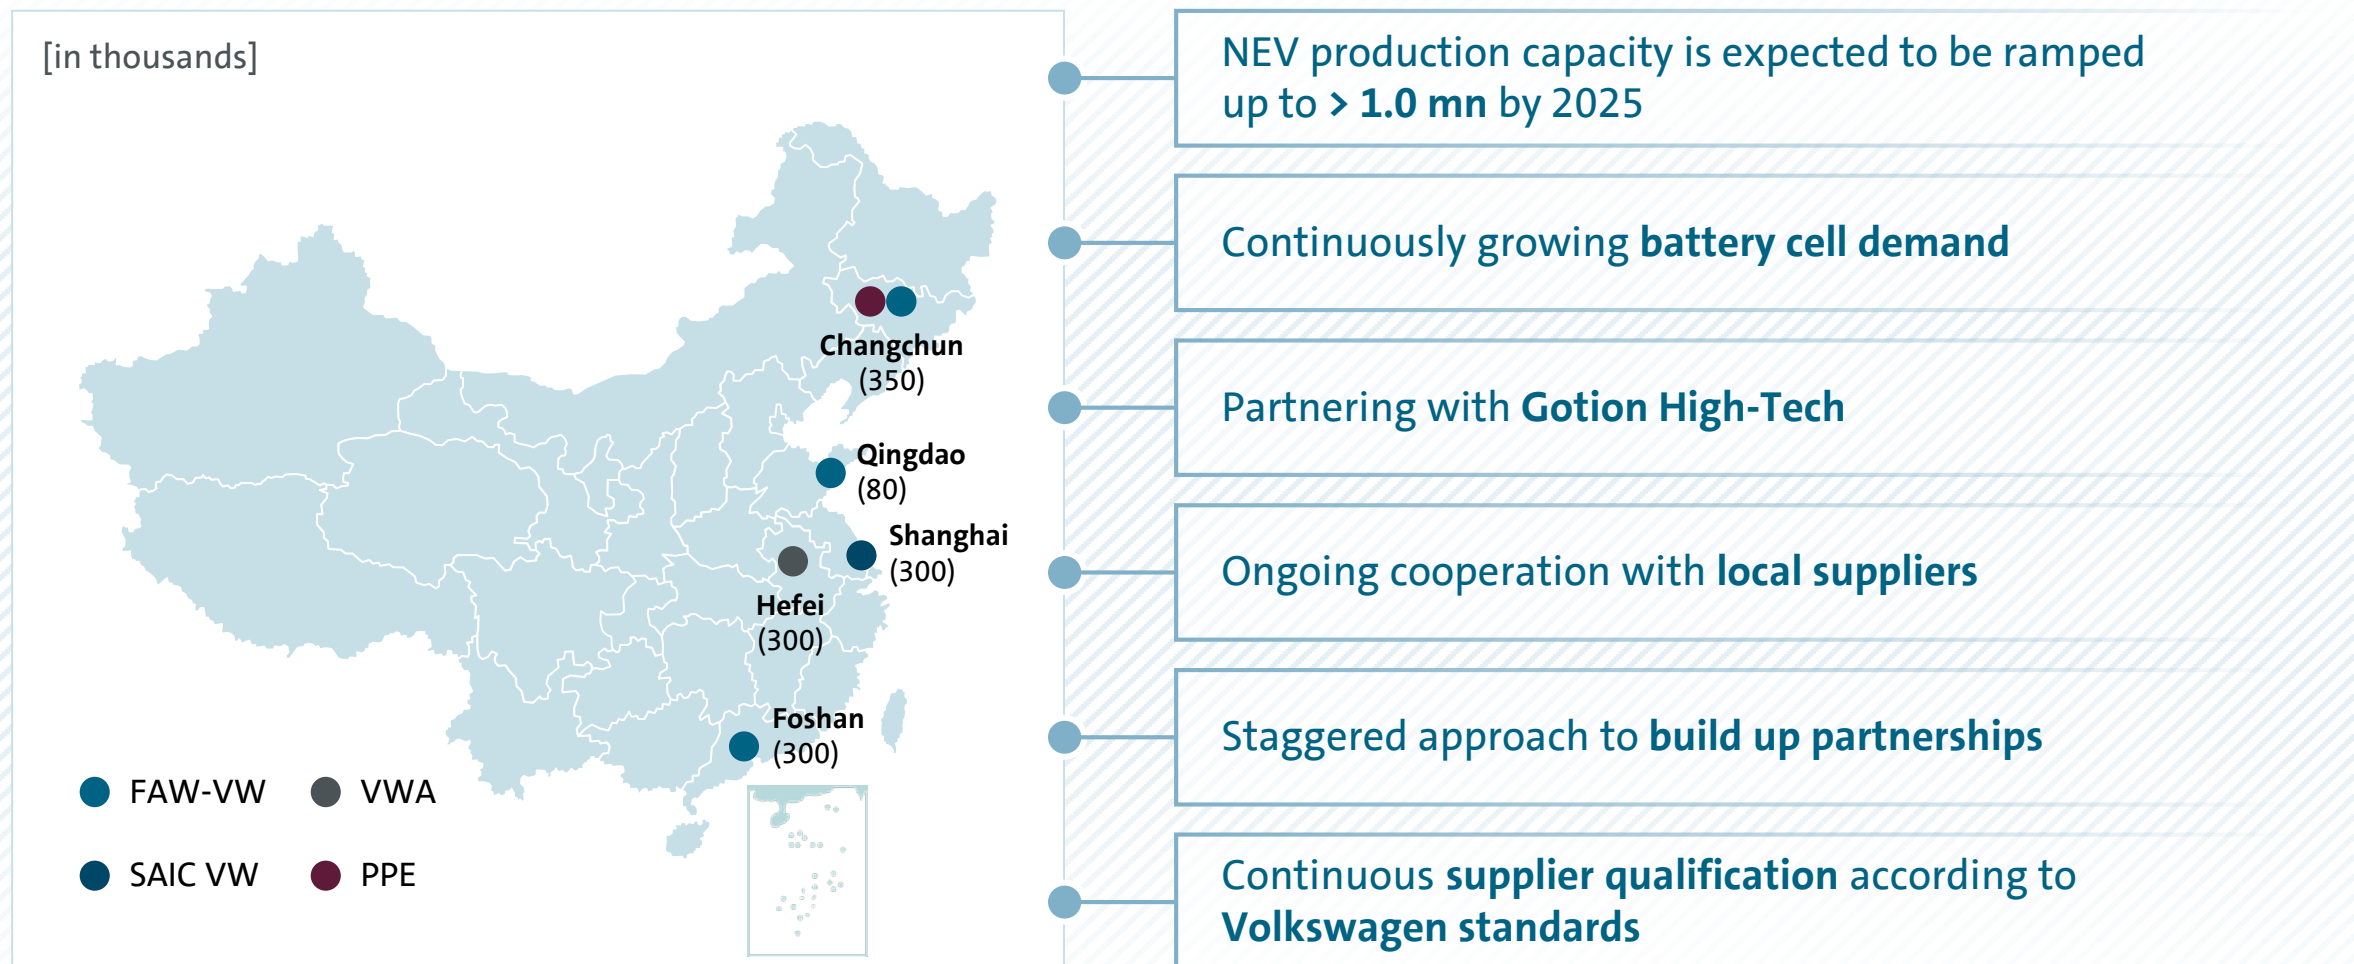 [in thousands]
Changchun
(350)
Qingdao
(80)
Shanghai
(300)
Hefei
(300)
Foshan
(300)
FAW-VW
VWA
SAIC VW
PPE
NEV production capacity is expected to be ramped
up to > 1.0 mn by 2025
Continuously growing battery cell demand
Partnering with Gotion High-Tech
Ongoing cooperation with local suppliers
Staggered approach to build up partnerships
Continuous supplier qualification according to
Volkswagen standards